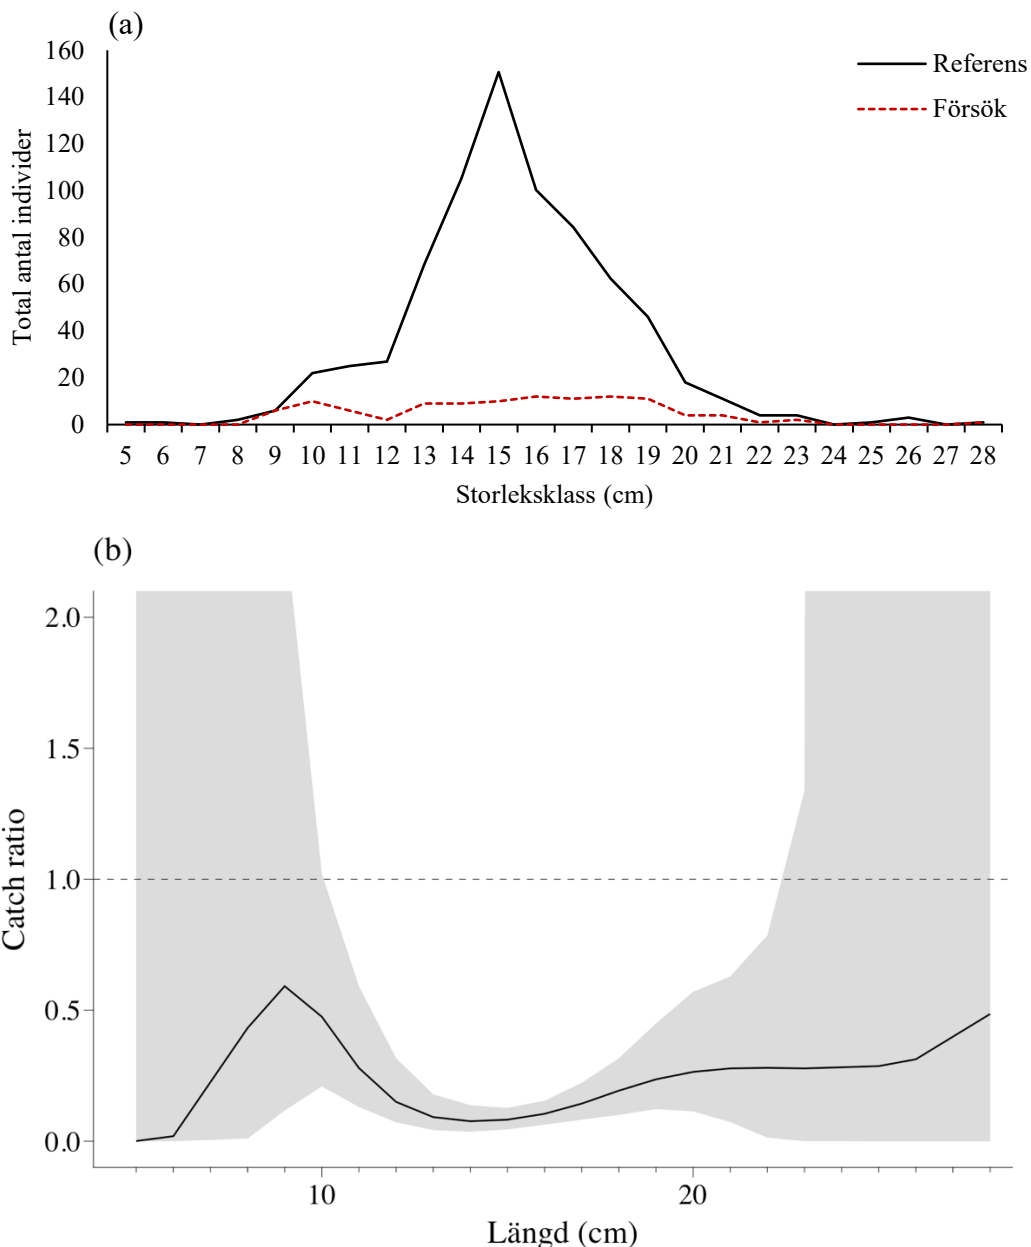 (a)
160
140
120
100
80
60
40
20
0
Total antal individer
Referens
Försök
5 6 7 8 9 10 11 12 13 14 15 16 17 18 19 20 21 22 23 24 25 26 27 28
Storleksklass (cm)
(b)
2.0
1.5
1.0
0.5
0.0
Catch ratio
10 20
Längd (cm)